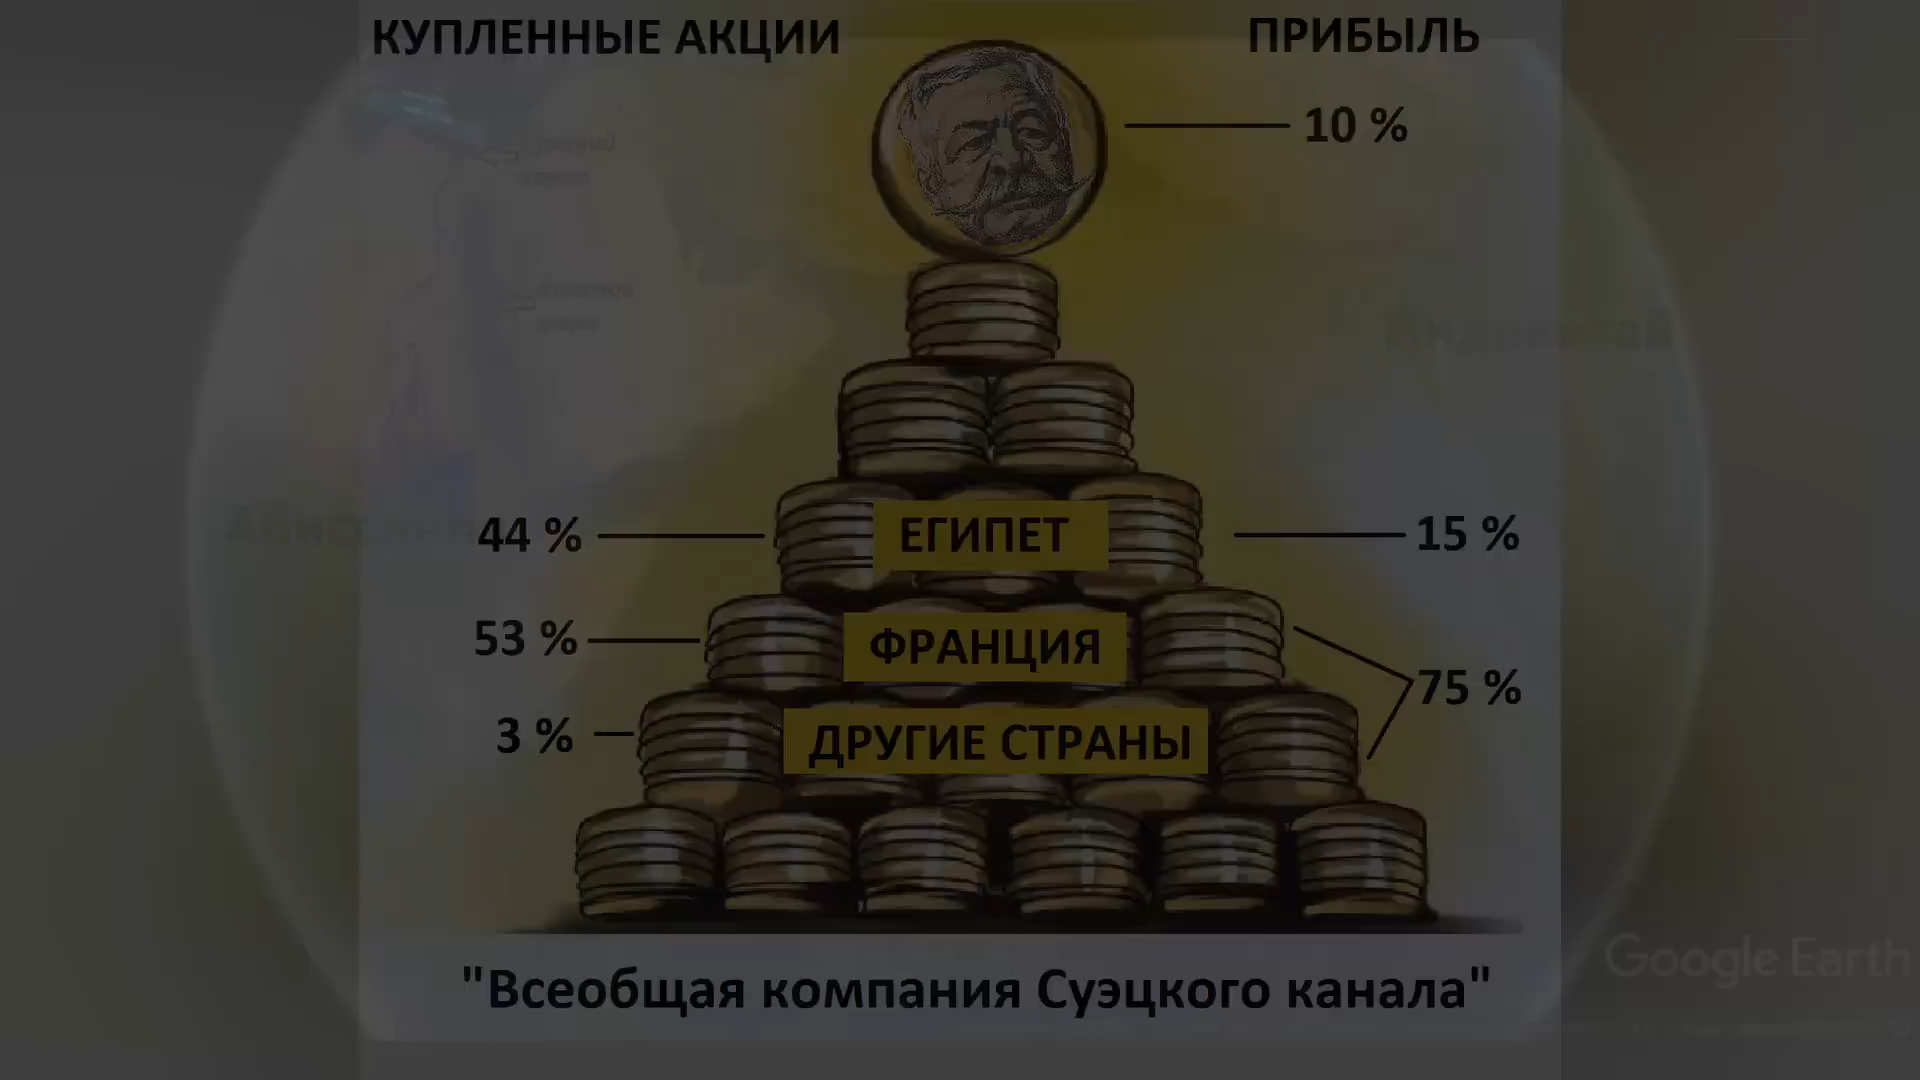 КУПЛЕННЫЕ АКЦИИ
ПРИБЫЛЬ
10 %
44 %
ЕГИПЕТ
15 %
53 %
ФРАНЦИЯ
75 %
3 %
ДРУГИЕ СТРАНЫ
"Всеобщая компания Суэцкого канала"
Google Earth